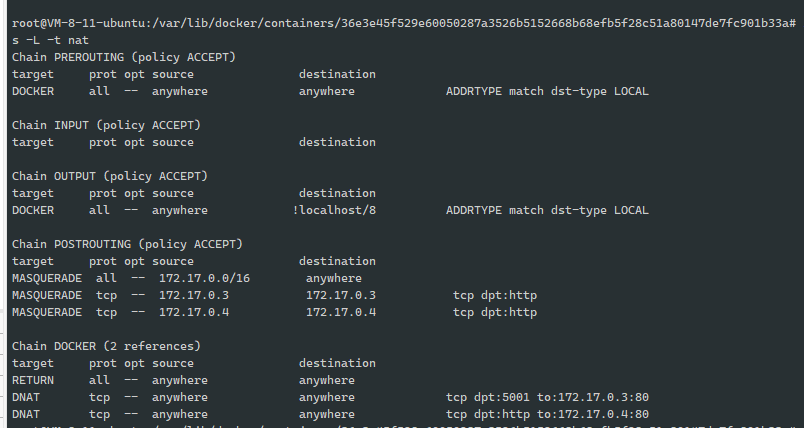 root@VM-8-11-ubuntu:/var/lib/docker/containers/36e3e45f529e60050287a3526b5152668b68efb5f28c51a80147de7fc901b33a#
s -L -t nat
Chain PREROUTING (policy ACCEPT)
target     prot opt source               destination
DOCKER     all  --  anywhere             anywhere             ADDRTYPE match dst-type LOCAL

Chain INPUT (policy ACCEPT)
target     prot opt source               destination

Chain OUTPUT (policy ACCEPT)
target     prot opt source               destination
DOCKER     all  --  anywhere            !localhost/8          ADDRTYPE match dst-type LOCAL

Chain POSTROUTING (policy ACCEPT)
target     prot opt source               destination
MASQUERADE  all  --  172.17.0.0/16        anywhere
MASQUERADE  tcp  --  172.17.0.3           172.17.0.3           tcp dpt:http
MASQUERADE  tcp  --  172.17.0.4           172.17.0.4           tcp dpt:http

Chain DOCKER (2 references)
target     prot opt source               destination
RETURN     all  --  anywhere             anywhere
DNAT       tcp  --  anywhere             anywhere             tcp dpt:5001 to:172.17.0.3:80
DNAT       tcp  --  anywhere             anywhere             tcp dpt:http to:172.17.0.4:80